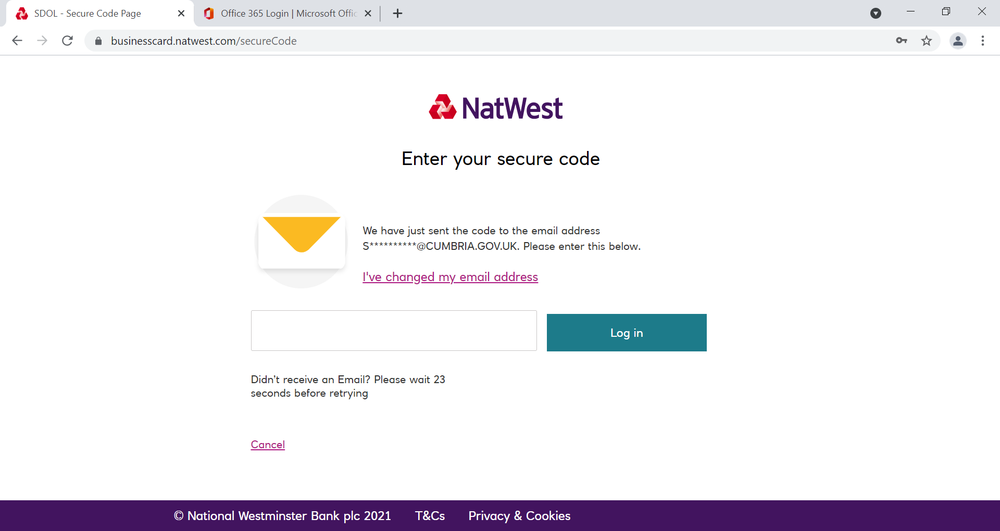 SDOL - Secure Code Page
Office 365 Login | Microsoft Offic
businesscard.natwest.com/secureCode
NatWest
Enter your secure code
We have just sent the code to the email address
S**********@CUMBRIA.GOV.UK. Please enter this below.
I've changed my email address
Log in
Didn't receive an Email? Please wait 23
seconds before retrying
Cancel
© National Westminster Bank plc 2021 T&Cs Privacy & Cookies